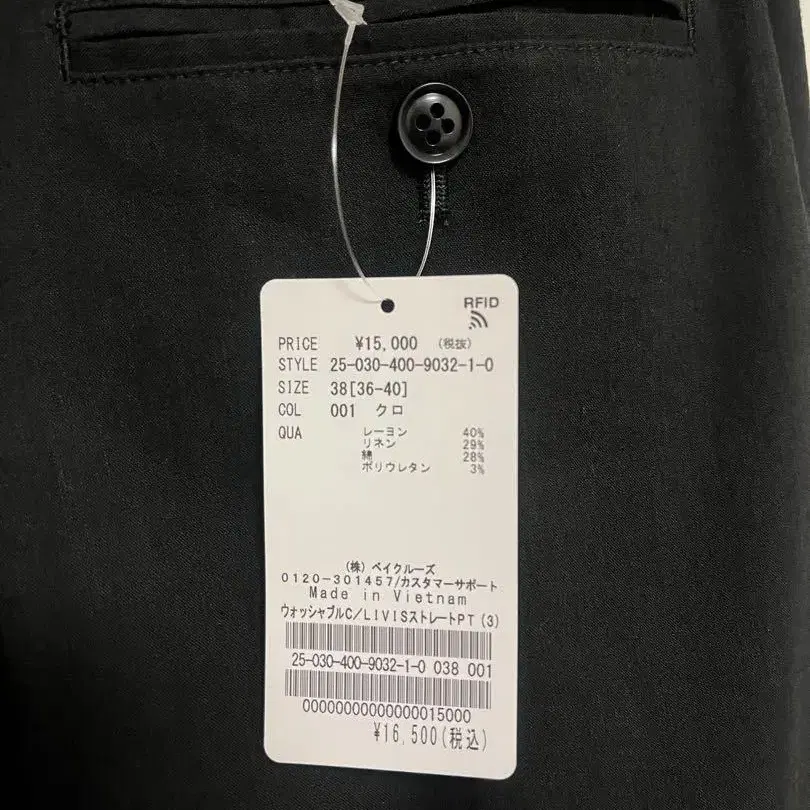 RFID
PRICE ¥15,000 (税抜)
STYLE 25-030-400-9032-1-0
SIZE 38[36-40]
COL 001 クロ
QUA レーヨン 40%
リネン 29%
綿 28%
ポリウレタン 3%
(株) ベイクルーズ
0120-301457/カスタマーサポート
Made in Vietnam
ウォッシャブルC/LIVISストレートPT (3)
25-030-400-9032-1-0 038 001
00000000000000015000
¥16,500(税込)